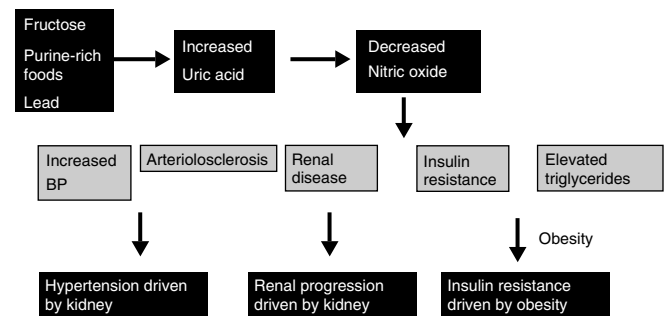 Fructose
Purine-rich
foods
Lead
Increased
Uric acid
Decreased
Nitric oxide
Increased
BP
Arteriolosclerosis
Renal
disease
Insulin
resistance
Elevated
triglycerides
Obesity
Hypertension driven
by kidney
Renal progression
driven by kidney
Insulin resistance
driven by obesity